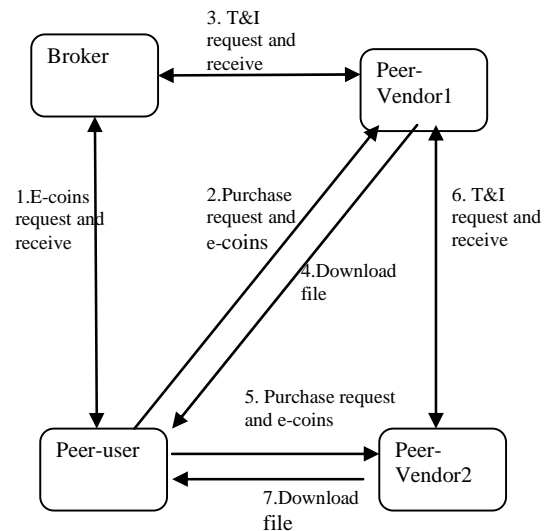 3. T&I
request and
receive
Broker
Peer-
Vendor1
1.E-coins
request and
receive
2.Purchase
request and
e-coins
6. T&I
request and
receive
4.Download
file
5. Purchase request
and e-coins
Peer-user
Peer-
Vendor2
7.Download
file